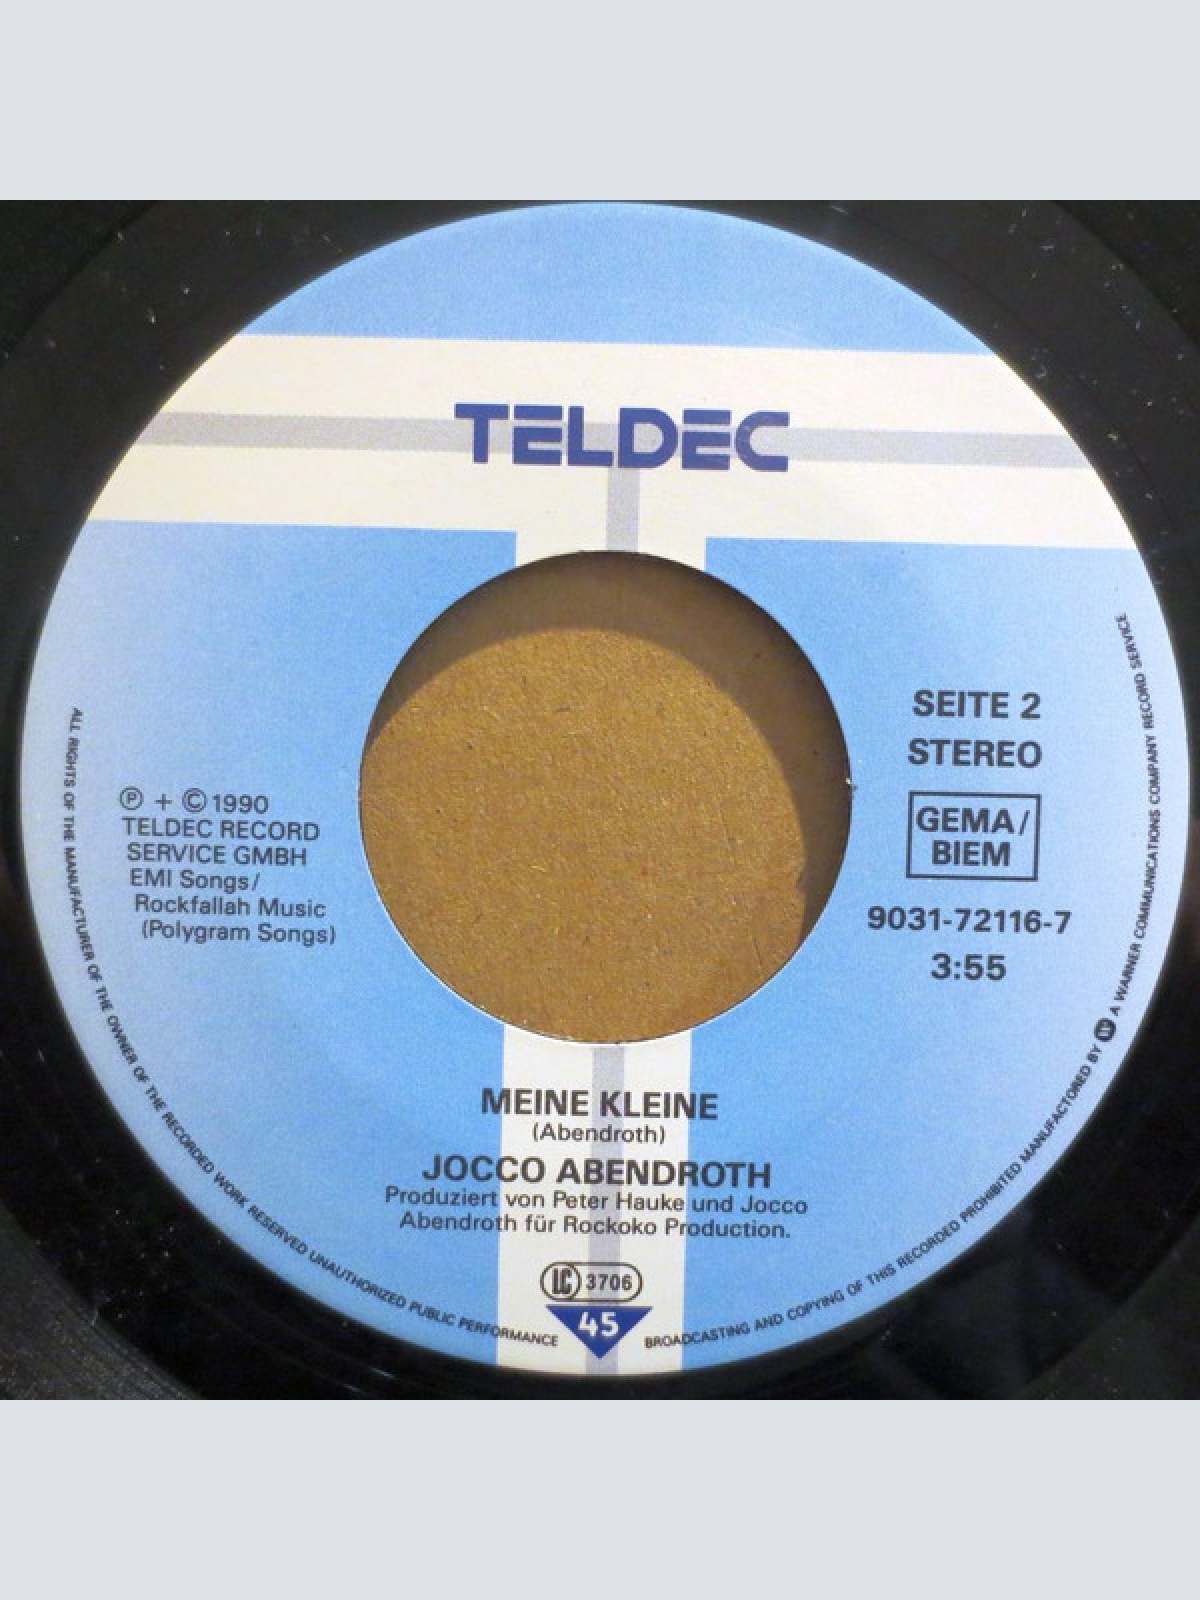 TELDEC
SEITE 2
STEREO
GEMA/
BIEM
9031-72116-7
3:55
℗ + © 1990
TELDEC RECORD
SERVICE GMBH
EMI Songs/
Rockfallah Music
(Polygram Songs)
MEINE KLEINE
(Abendroth)
JOCCO ABENDROTH
Produziert von Peter Hauke und Jocco
Abendroth für Rockoko Production.
LC 3706
45
ALL RIGHTS OF THE MANUFACTURER OF THE OWNER OF THE RECORDED WORK RESERVED UNAUTHORIZED PUBLIC PERFORMANCE
BROADCASTING AND COPYING OF THIS RECORDED PROHIBITED MANUFACTORED BY W A WARNER COMMUNICATIONS COMPANY RECORD SERVICE